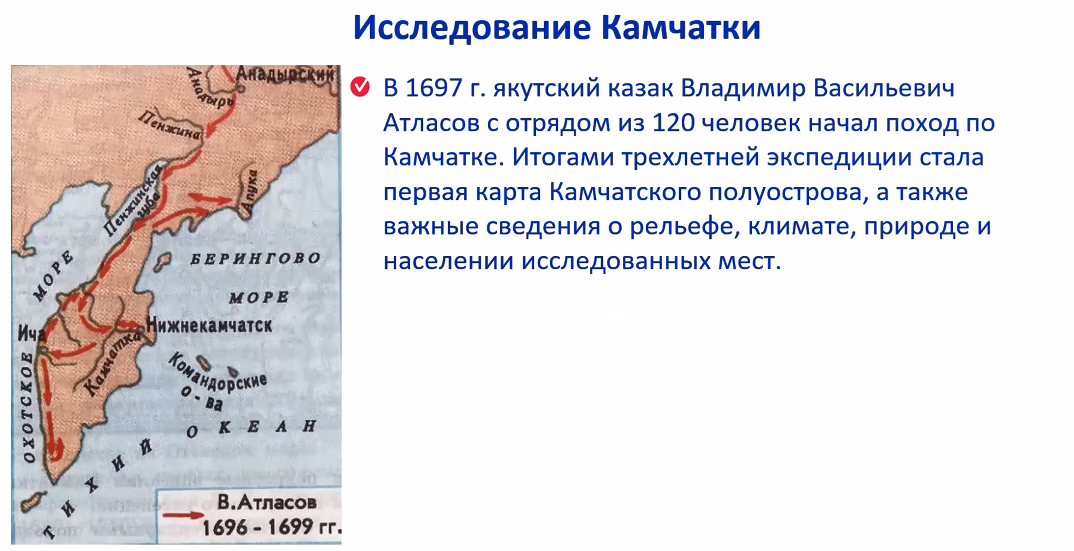 Исследование Камчатки
В 1697 г. якутский казак Владимир Васильевич
Атласов с отрядом из 120 человек начал поход по
Камчатке. Итогами трехлетней экспедиции стала
первая карта Камчатского полуострова, а также
важные сведения о рельефе, климате, природе и
населении исследованных мест.
Анадырский
Анадырь
Пенжина
Пенжинская
губа
Апука
БЕРИНГОВО
МОРЕ
ОХОТСКОЕ
МОРЕ
Ича
Нижнекамчатск
Камчатка
Командорские
о-ва
ТИХИЙ
ОКЕАН
В.Атласов
1696 - 1699 гг.